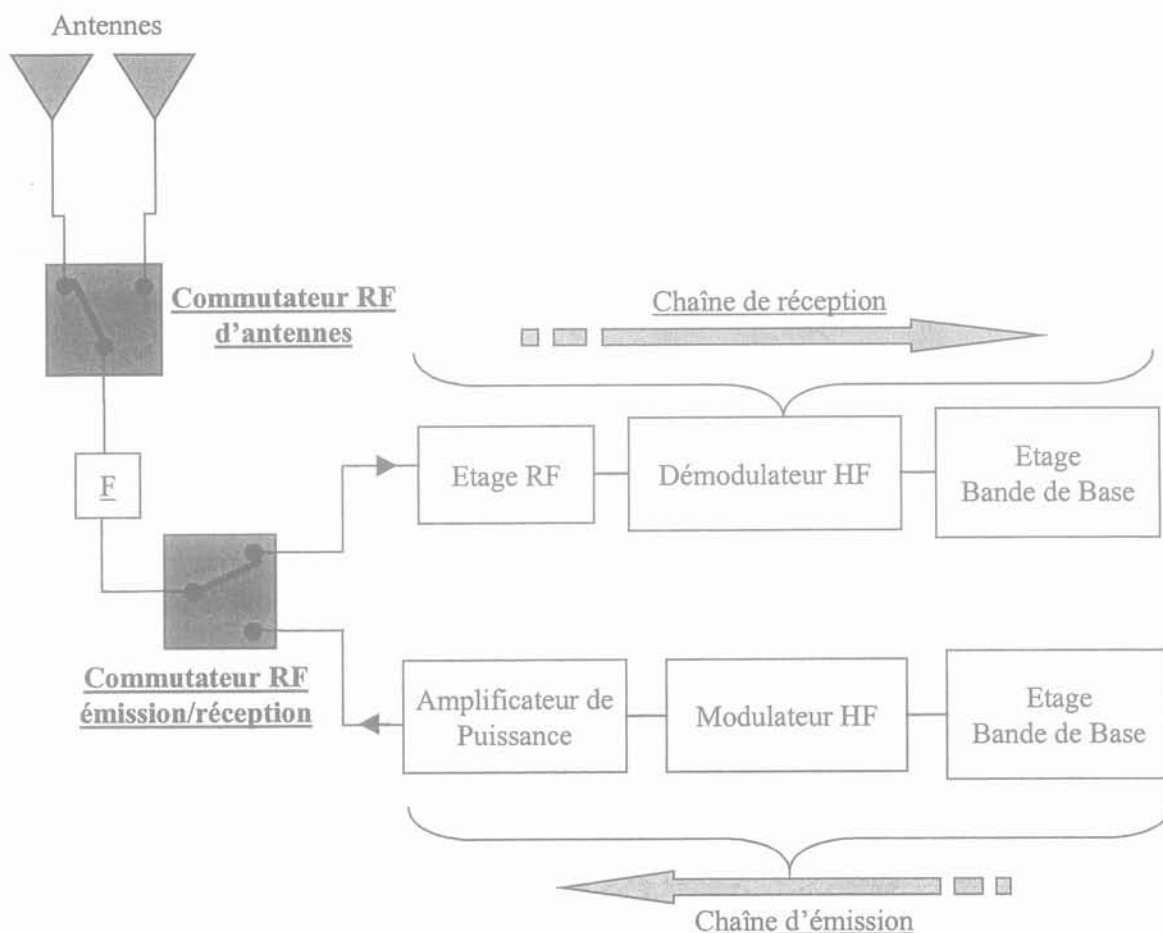 Antennes
Commutateur RF
d'antennes
Chaîne de réception
F
Etage RF
Démodulateur HF
Etage
Bande de Base
Commutateur RF
émission/réception
Amplificateur de
Puissance
Modulateur HF
Etage
Bande de Base
Chaîne d'émission